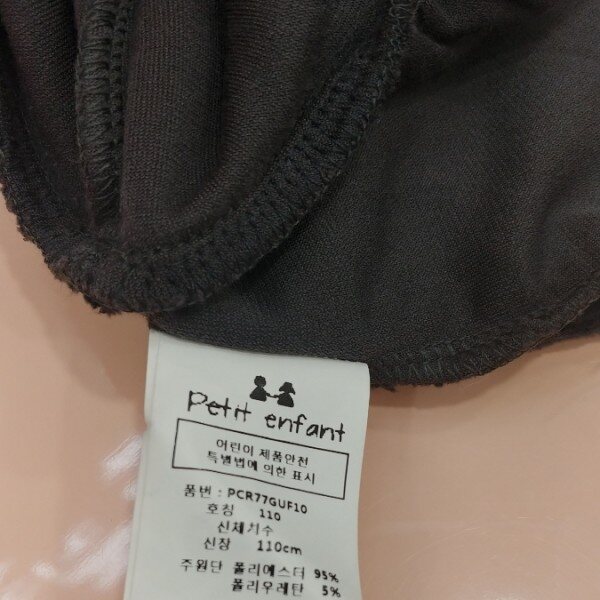 Petit enfant
어린이 제품안전
특별법에 의한 표시
품번 : PCR77GUF10
호칭 110
신체치수
신장 110cm
주원단 폴리에스터 95%
폴리우레탄 5%